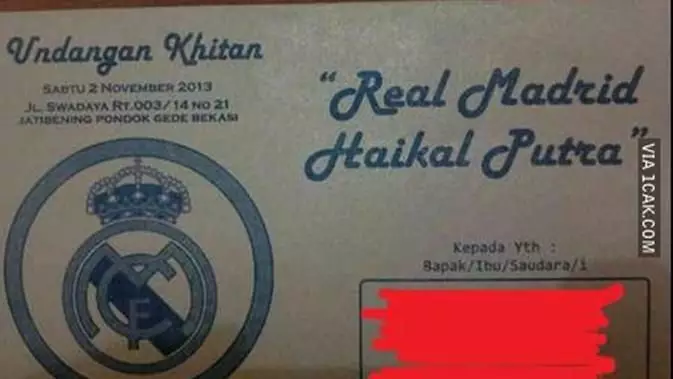 Undangan Khitan
SABTU 2 NOVEMBER 2013
JL. SWADAYA RT.003/14 NO 21
JATIBENING PONDOK GEDE BEKASI
"Real Madrid
Haikal Putra"
Kepada Yth :
Bapak/Ibu/Saudara/i
VIA 1CAK.COM